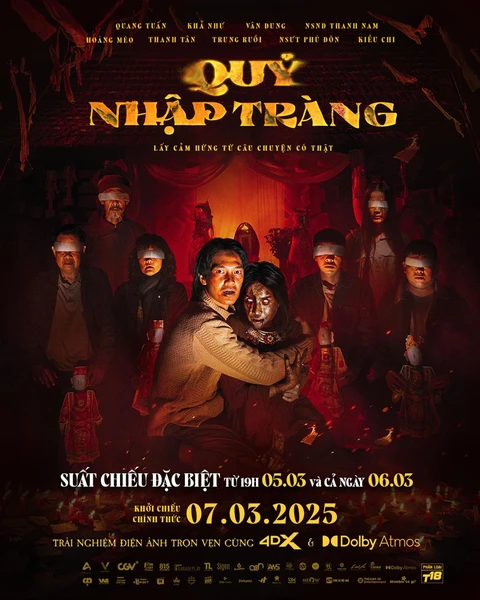 QUANG TUẤN KHẢ NHƯ VÂN DUNG NSND THANH NAM
HOÀNG MÈO THANH TÂN TRUNG RUỒI NSƯT PHÚ ĐÔN KIỀU CHI
QUỶ
NHẬP TRÀNG
LẤY CẢM HỨNG TỪ CÂU CHUYỆN CÓ THẬT
SUẤT CHIẾU ĐẶC BIỆT TỪ 19H 05.03 VÀ CẢ NGÀY 06.03
KHỞI CHIẾU
CHÍNH THỨC 07.03.2025
TRẢI NGHIỆM ĐIỆN ẢNH TRỌN VẸN CÙNG 4DX & Dolby Atmos
CGV
PHÂN LOẠI
T18